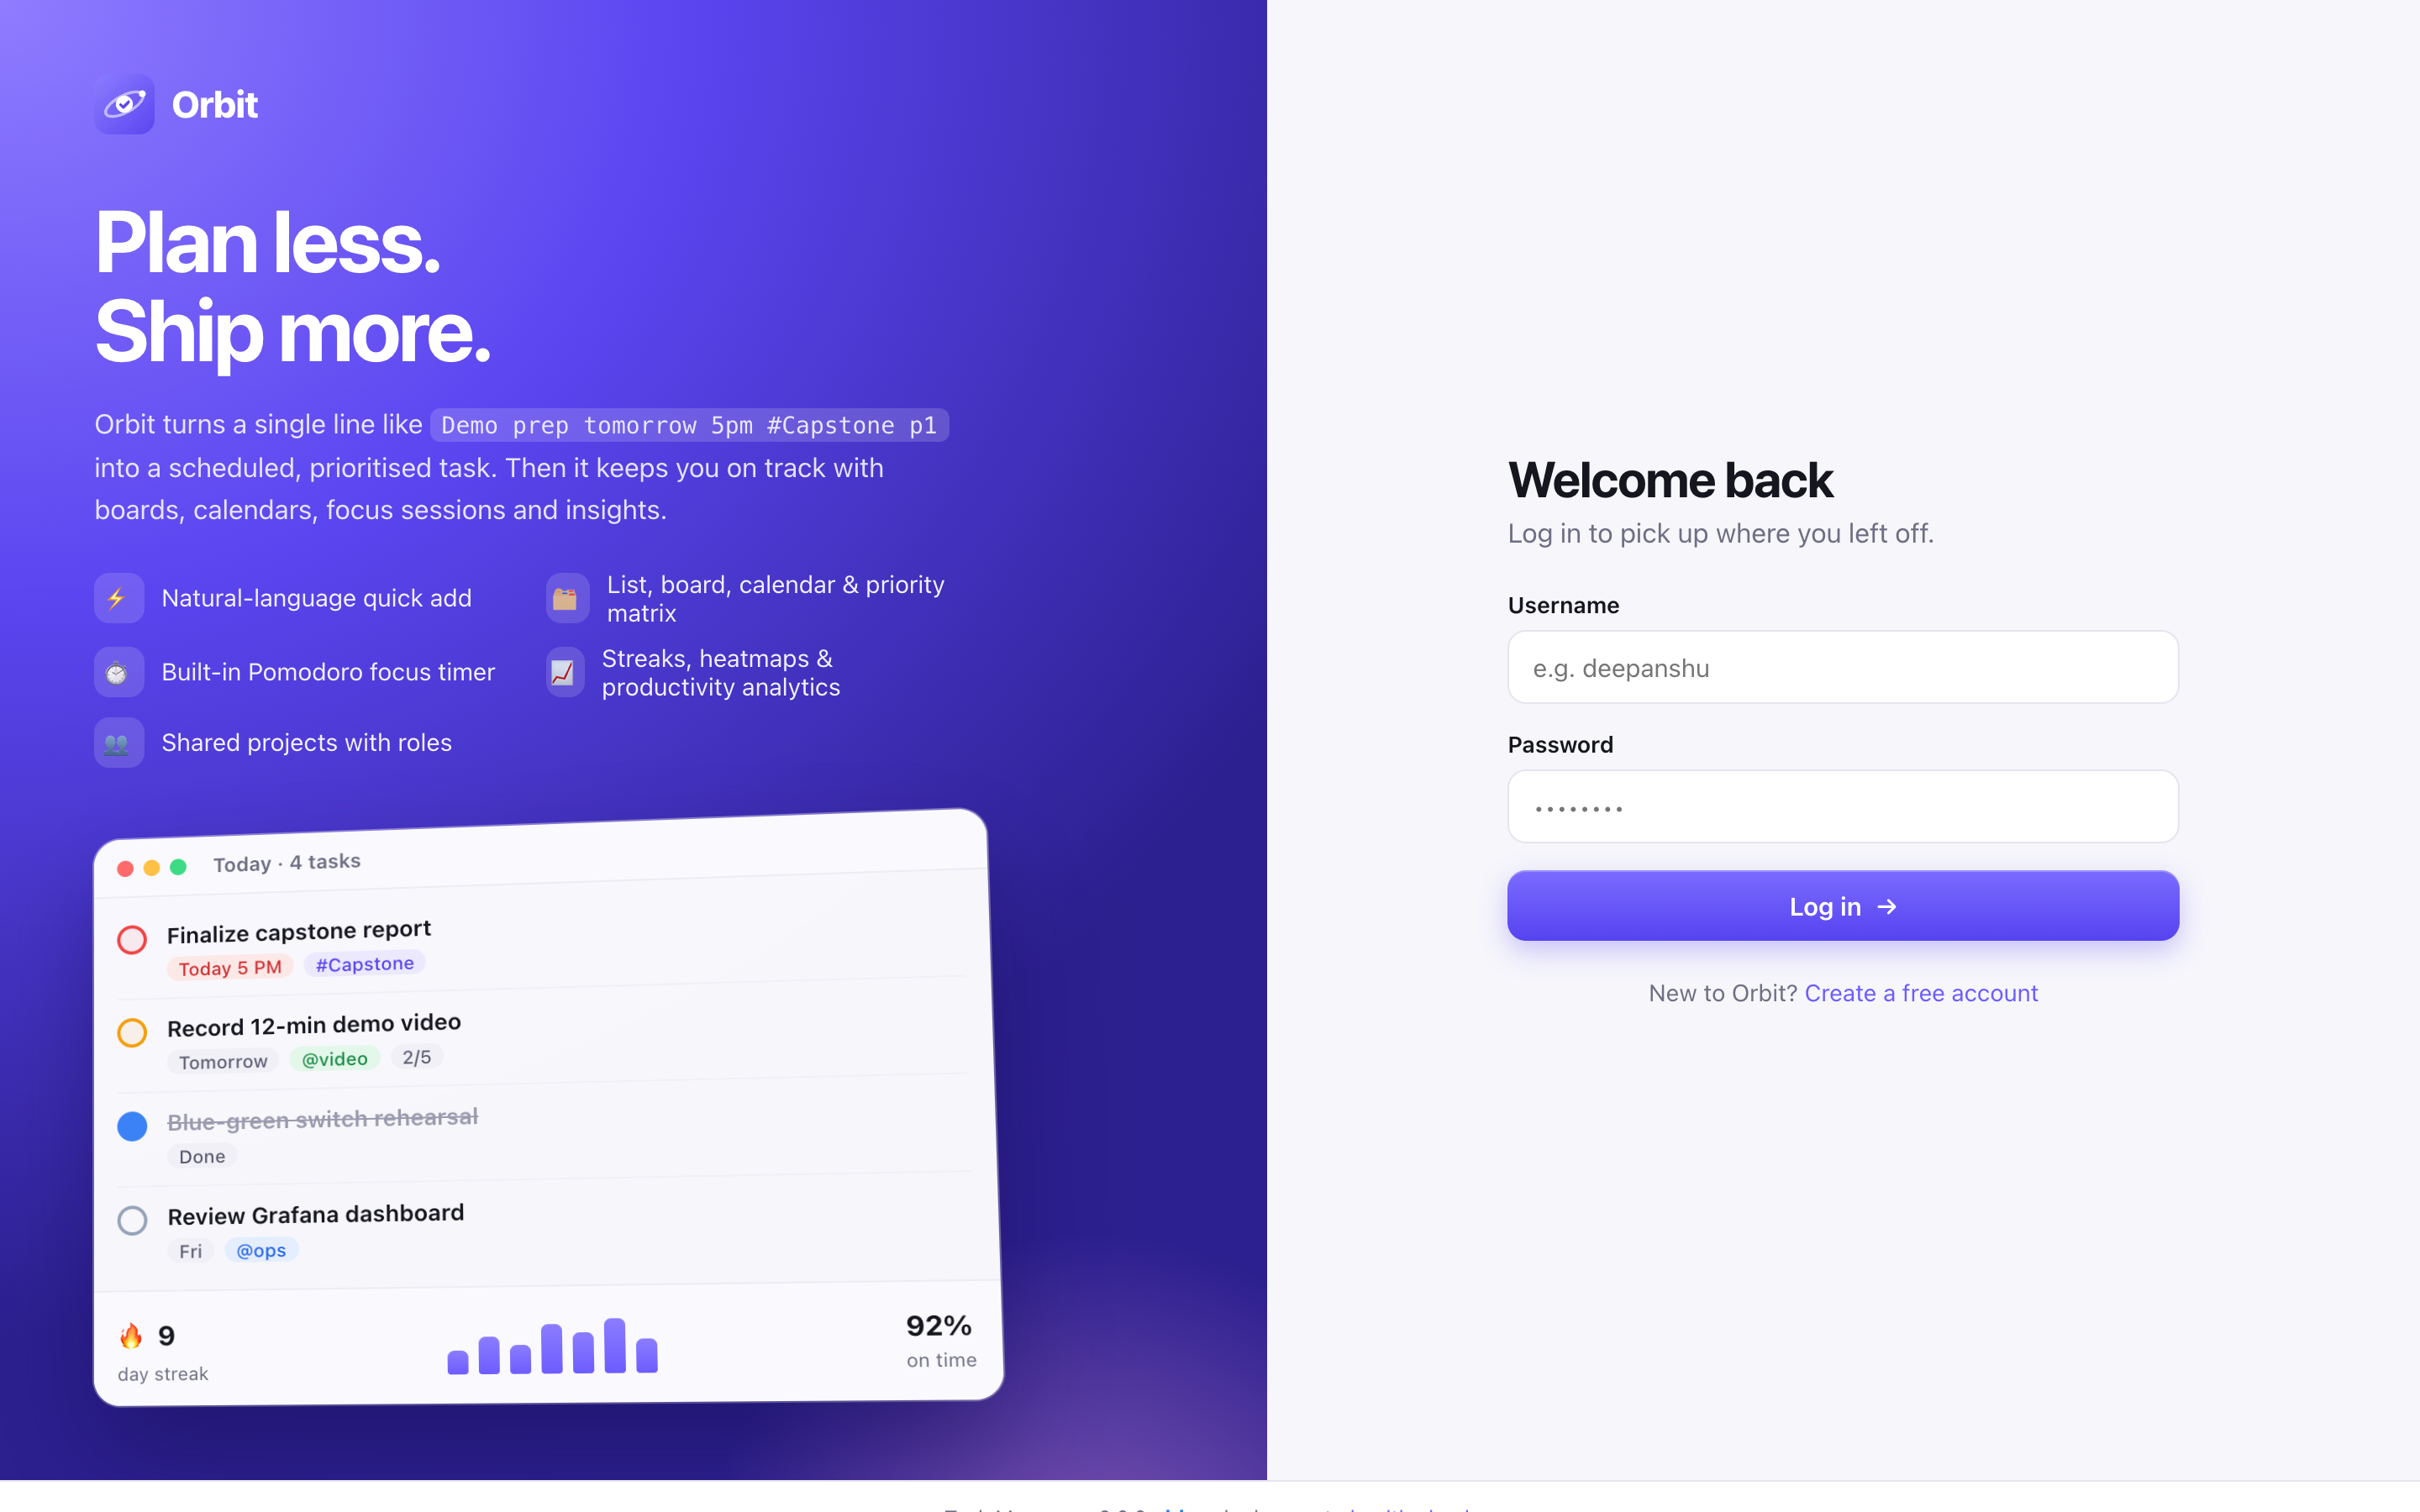 Orbit
Plan less.
Ship more.
Orbit turns a single line like Demo prep tomorrow 5pm #Capstone p1
into a scheduled, prioritised task. Then it keeps you on track with
boards, calendars, focus sessions and insights.
Natural-language quick add
List, board, calendar & priority
matrix
Built-in Pomodoro focus timer
Streaks, heatmaps &
productivity analytics
Shared projects with roles
Today · 4 tasks
Finalize capstone report
Today 5 PM #Capstone
Record 12-min demo video
Tomorrow @video 2/5
Blue-green switch rehearsal
Done
Review Grafana dashboard
Fri @ops
9
day streak
92%
on time
Welcome back
Log in to pick up where you left off.
Username
e.g. deepanshu
Password
••••••••
Log in →
New to Orbit? Create a free account